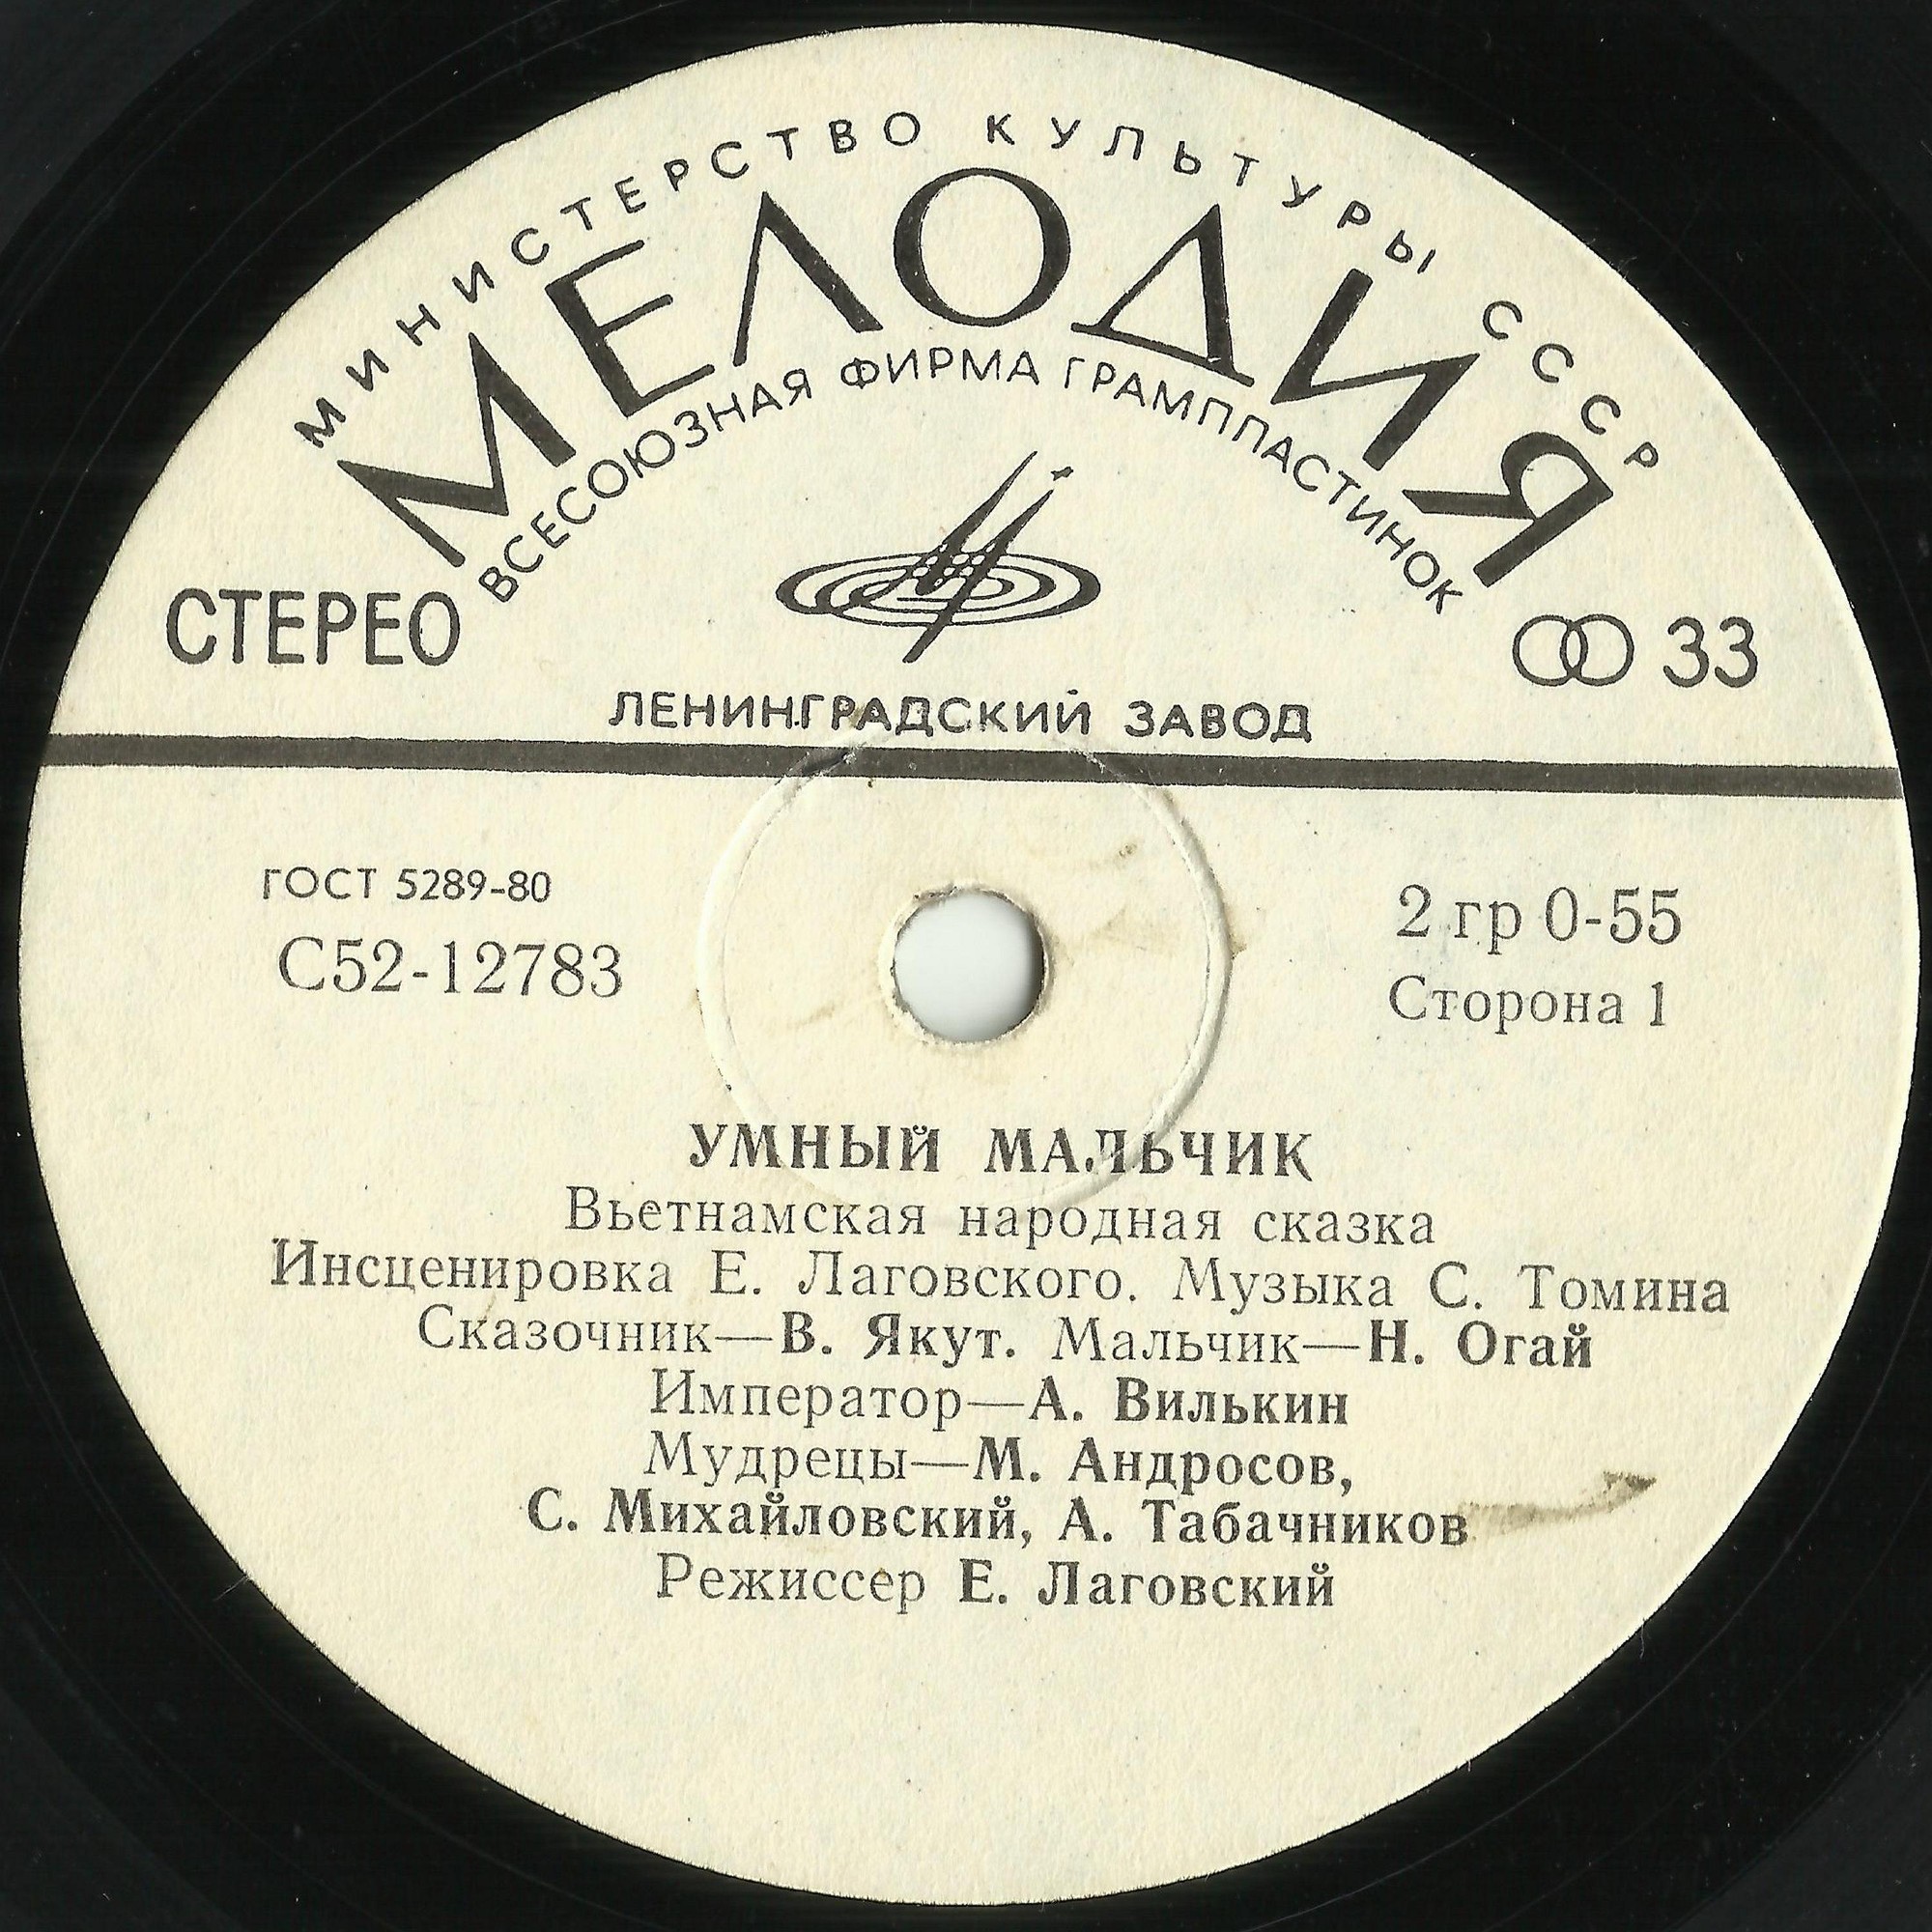 МИНИСТЕРСТВО КУЛЬТУРЫ СССР
МЕЛОДИЯ
ВСЕСОЮЗНАЯ ФИРМА ГРАМПЛАСТИНОК
СТЕРЕО
33
ЛЕНИНГРАДСКИЙ ЗАВОД
ГОСТ 5289-80
2 гр 0-55
С52-12783
Сторона 1
УМНЫЙ МАЛЬЧИК
Вьетнамская народная сказка
Инсценировка Е. Лаговского. Музыка С. Томина
Сказочник—В. Якут. Мальчик—Н. Огай
Император—А. Вилькин
Мудрецы—М. Андросов,
С. Михайловский, А. Табачников
Режиссер Е. Лаговский